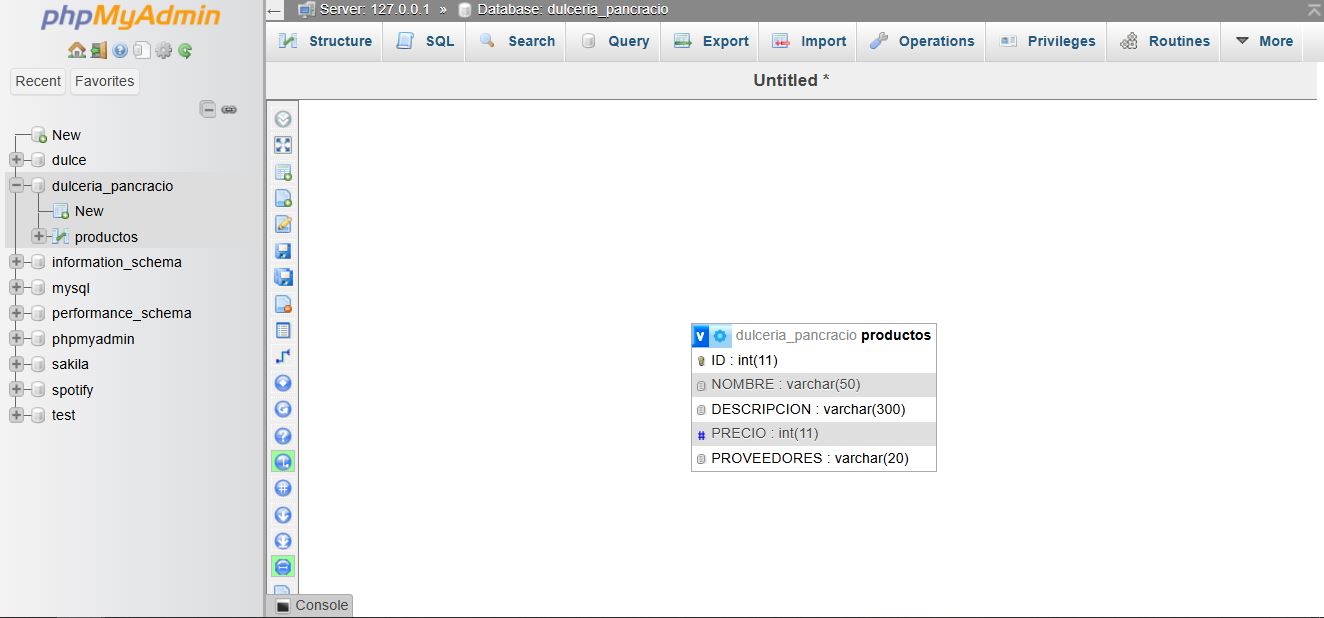 phpMyAdmin
Recent Favorites
New
dulce
dulceria_pancracio
New
productos
information_schema
mysql
performance_schema
phpmyadmin
sakila
spotify
test
Server: 127.0.0.1 » Database: dulceria_pancracio
Structure SQL Search Query Export Import Operations Privileges Routines More
Untitled *
dulceria_pancracio productos
ID : int(11)
NOMBRE : varchar(50)
DESCRIPCION : varchar(300)
# PRECIO : int(11)
PROVEEDORES : varchar(20)
Console